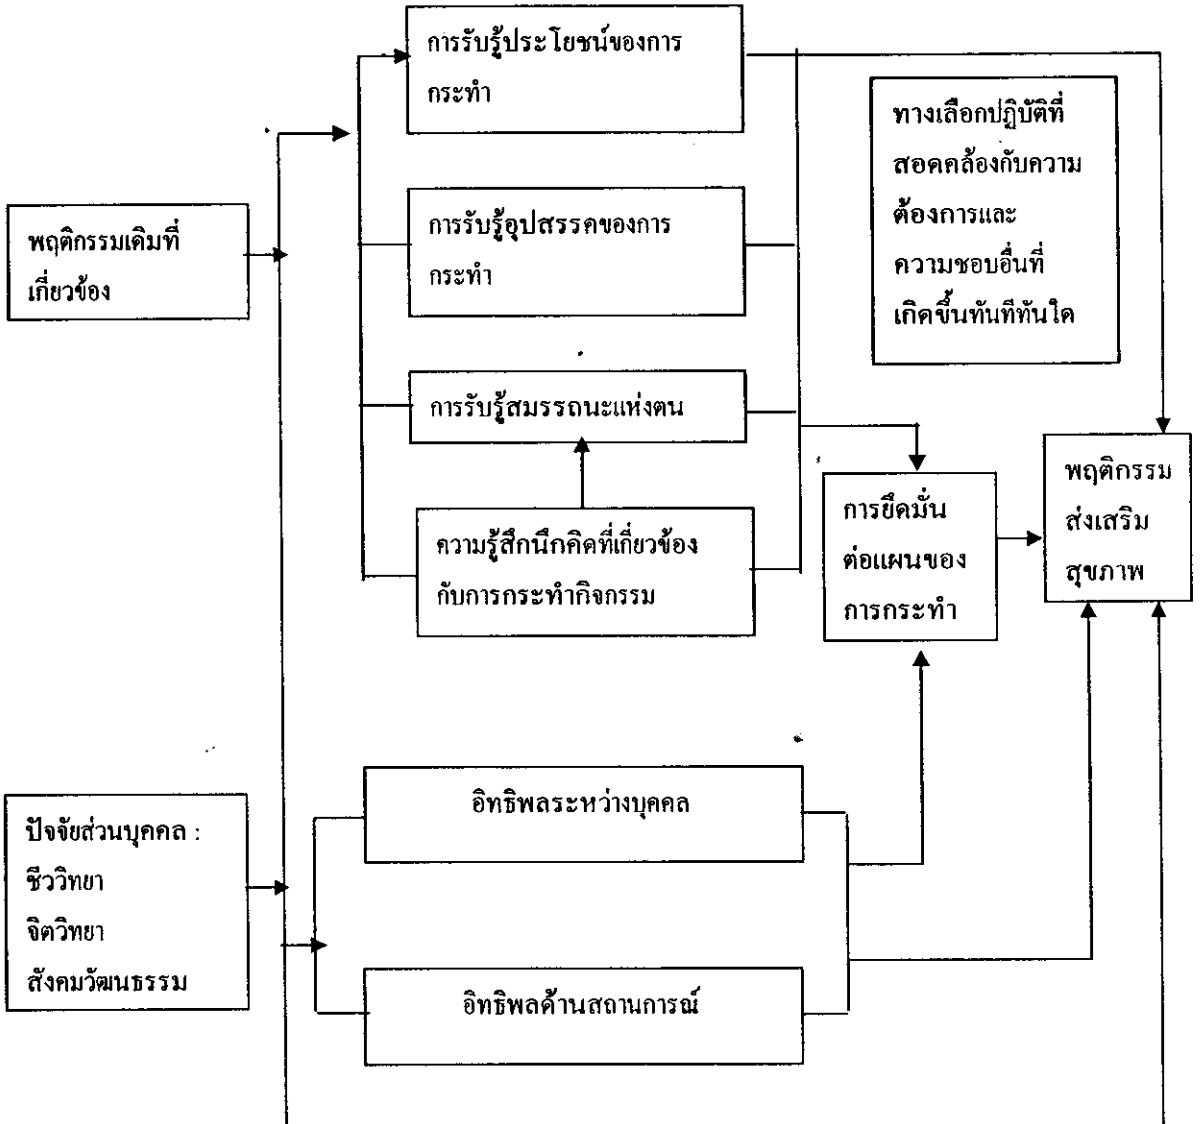 การรับรู้ประโยชน์ของการ
กระทำ
ทางเลือกปฏิบัติที่
สอดคล้องกับความ
ต้องการและ
ความชอบอื่นที่
เกิดขึ้นทันทีทันใด
พฤติกรรมเดิมที่
เกี่ยวข้อง
การรับรู้อุปสรรคของการ
กระทำ
การรับรู้สมรรถนะแห่งตน
ความรู้สึกนึกคิดที่เกี่ยวข้อง
กับการกระทำกิจกรรม
การยึดมั่น
ต่อแผนของ
การกระทำ
พฤติกรรม
ส่งเสริม
สุขภาพ
ปัจจัยส่วนบุคคล :
ชีววิทยา
จิตวิทยา
สังคมวัฒนธรรม
อิทธิพลระหว่างบุคคล
อิทธิพลด้านสถานการณ์